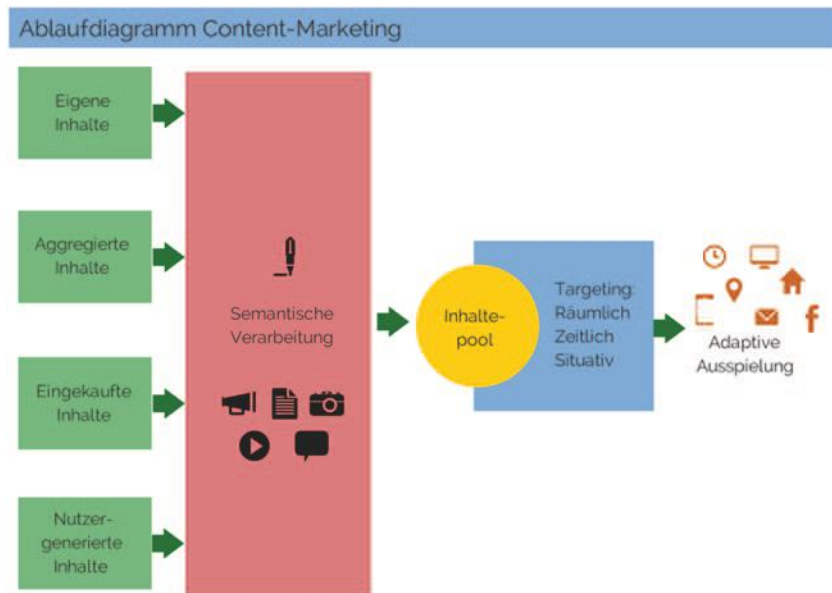 Ablaufdiagramm Content-Marketing
Eigene
Inhalte
Aggregierte
Inhalte
Eingekaufte
Inhalte
Nutzer-
generierte
Inhalte
Semantische
Verarbeitung
Inhalte-
pool
Targeting:
Räumlich
Zeitlich
Situativ
Adaptive
Ausspielung